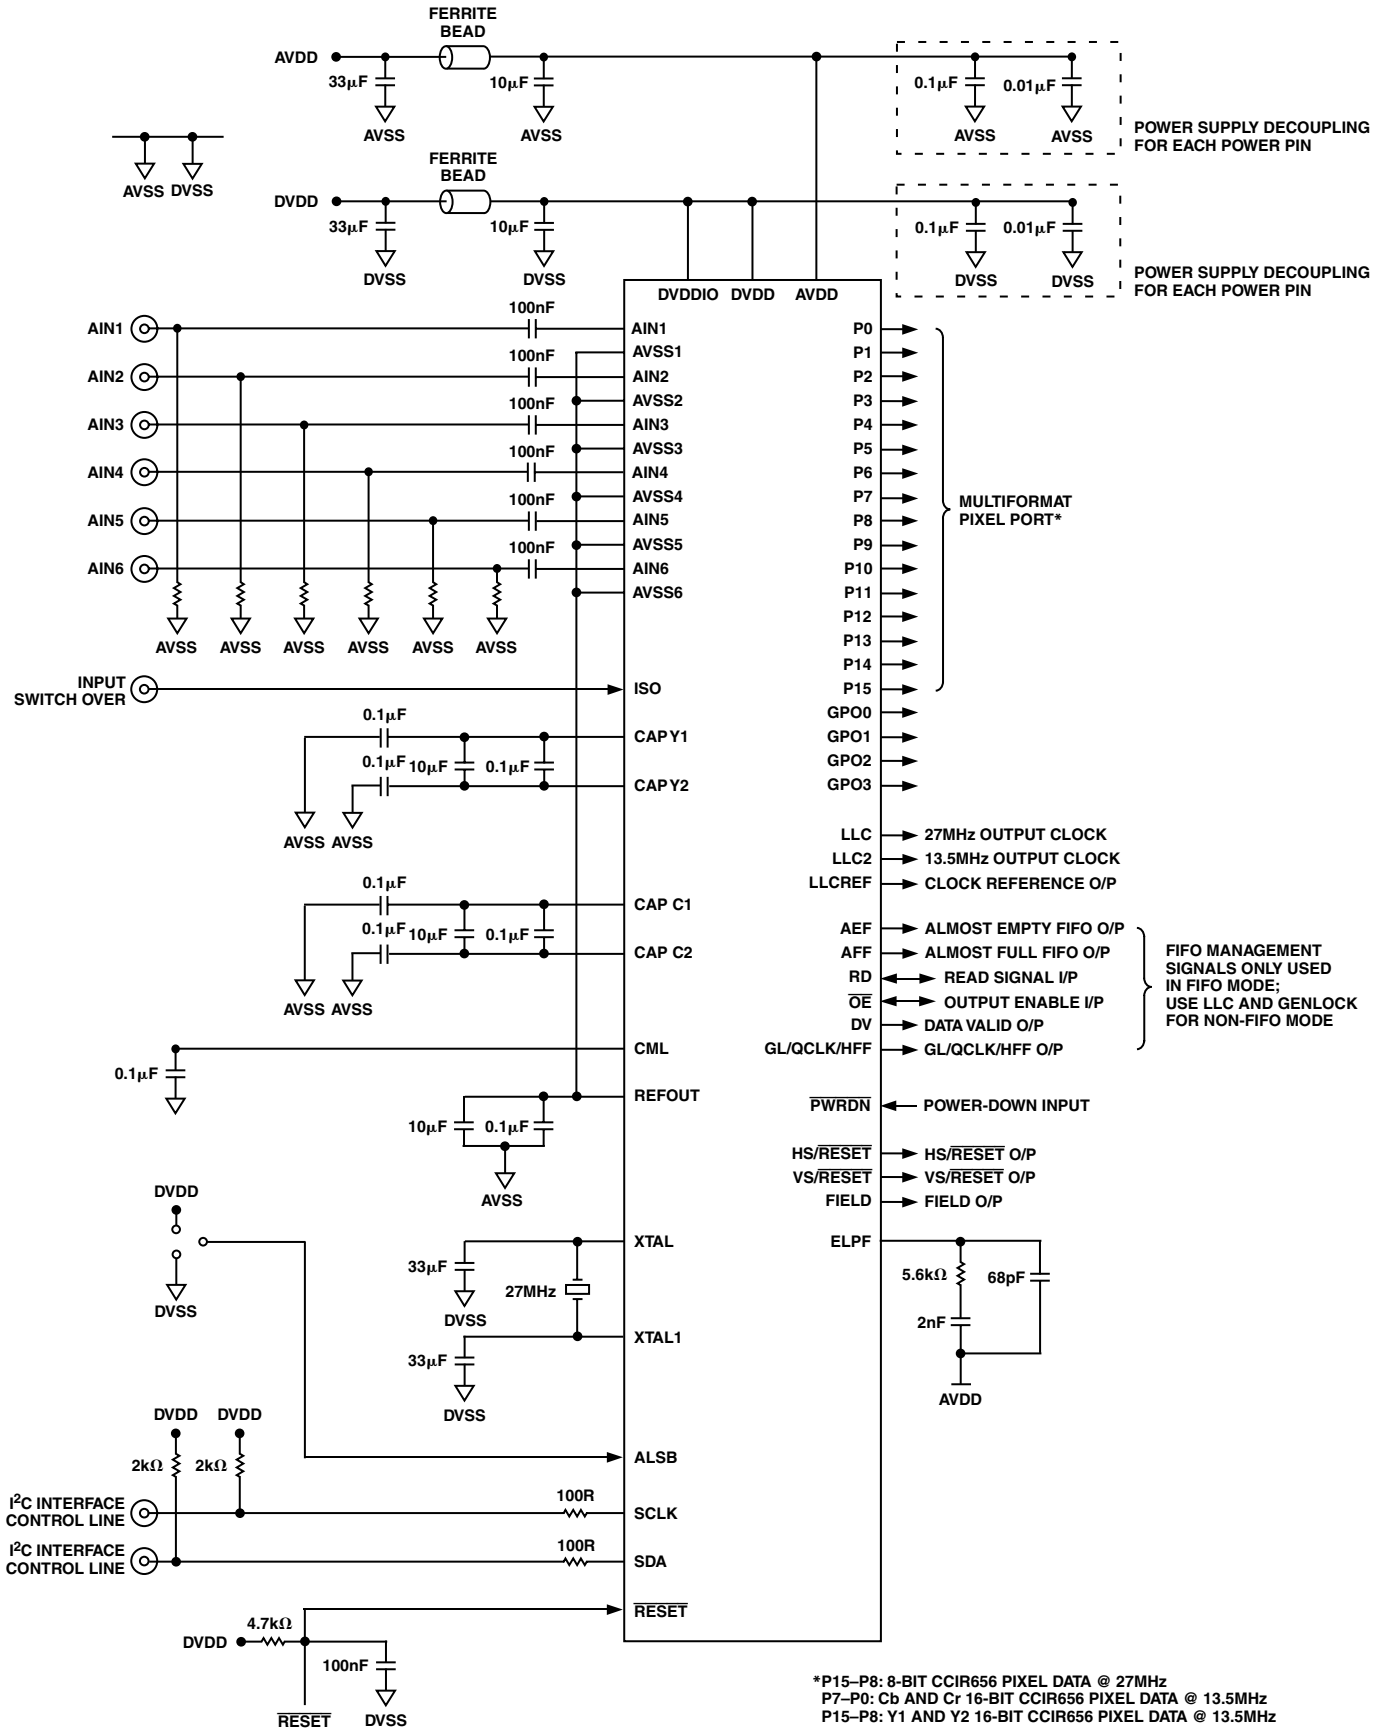 FERRITE
BEAD
AVDD
33μF
10μF
0.1μF
0.01μF
AVSS
AVSS
AVSS
AVSS
POWER SUPPLY DECOUPLING
FOR EACH POWER PIN
AVSS DVSS
FERRITE
BEAD
DVDD
33μF
10μF
0.1μF
0.01μF
DVSS
DVSS
DVSS
DVSS
POWER SUPPLY DECOUPLING
FOR EACH POWER PIN
DVDDIO DVDD AVDD
AIN1
100nF
AIN1
AVSS1
AIN2
100nF
AIN2
AVSS2
AIN3
100nF
AIN3
AVSS3
AIN4
100nF
AIN4
AVSS4
AIN5
100nF
AIN5
AVSS5
AIN6
100nF
AIN6
AVSS6
AVSS AVSS AVSS AVSS AVSS AVSS
P0
P1
P2
P3
P4
P5
P6
P7
P8
P9
P10
P11
P12
P13
P14
P15
MULTIFORMAT
PIXEL PORT*
GPO0
GPO1
GPO2
GPO3
INPUT
SWITCH OVER
ISO
0.1μF
CAP Y1
0.1μF
10μF
0.1μF
CAP Y2
AVSS AVSS
0.1μF
CAP C1
0.1μF
10μF
0.1μF
CAP C2
AVSS AVSS
LLC
27MHz OUTPUT CLOCK
LLC2
13.5MHz OUTPUT CLOCK
LLCREF
CLOCK REFERENCE O/P
AEF
ALMOST EMPTY FIFO O/P
AFF
ALMOST FULL FIFO O/P
RD
READ SIGNAL I/P
OE
OUTPUT ENABLE I/P
DV
DATA VALID O/P
GL/QCLK/HFF
GL/QCLK/HFF O/P
FIFO MANAGEMENT
SIGNALS ONLY USED
IN FIFO MODE;
USE LLC AND GENLOCK
FOR NON-FIFO MODE
CML
0.1μF
REFOUT
10μF
0.1μF
AVSS
PWRDN
POWER-DOWN INPUT
HS/RESET
HS/RESET O/P
VS/RESET
VS/RESET O/P
FIELD
FIELD O/P
DVDD
DVSS
XTAL
33μF
DVSS
27MHz
XTAL1
33μF
DVSS
ELPF
5.6kΩ
68pF
2nF
AVDD
DVDD DVDD
2kΩ
2kΩ
ALSB
I2C INTERFACE
CONTROL LINE
100R
SCLK
I2C INTERFACE
CONTROL LINE
100R
SDA
RESET
4.7kΩ
DVDD
100nF
RESET
DVSS
*P15–P8: 8-BIT CCIR656 PIXEL DATA @ 27MHz
P7–P0: Cb AND Cr 16-BIT CCIR656 PIXEL DATA @ 13.5MHz
P15–P8: Y1 AND Y2 16-BIT CCIR656 PIXEL DATA @ 13.5MHz